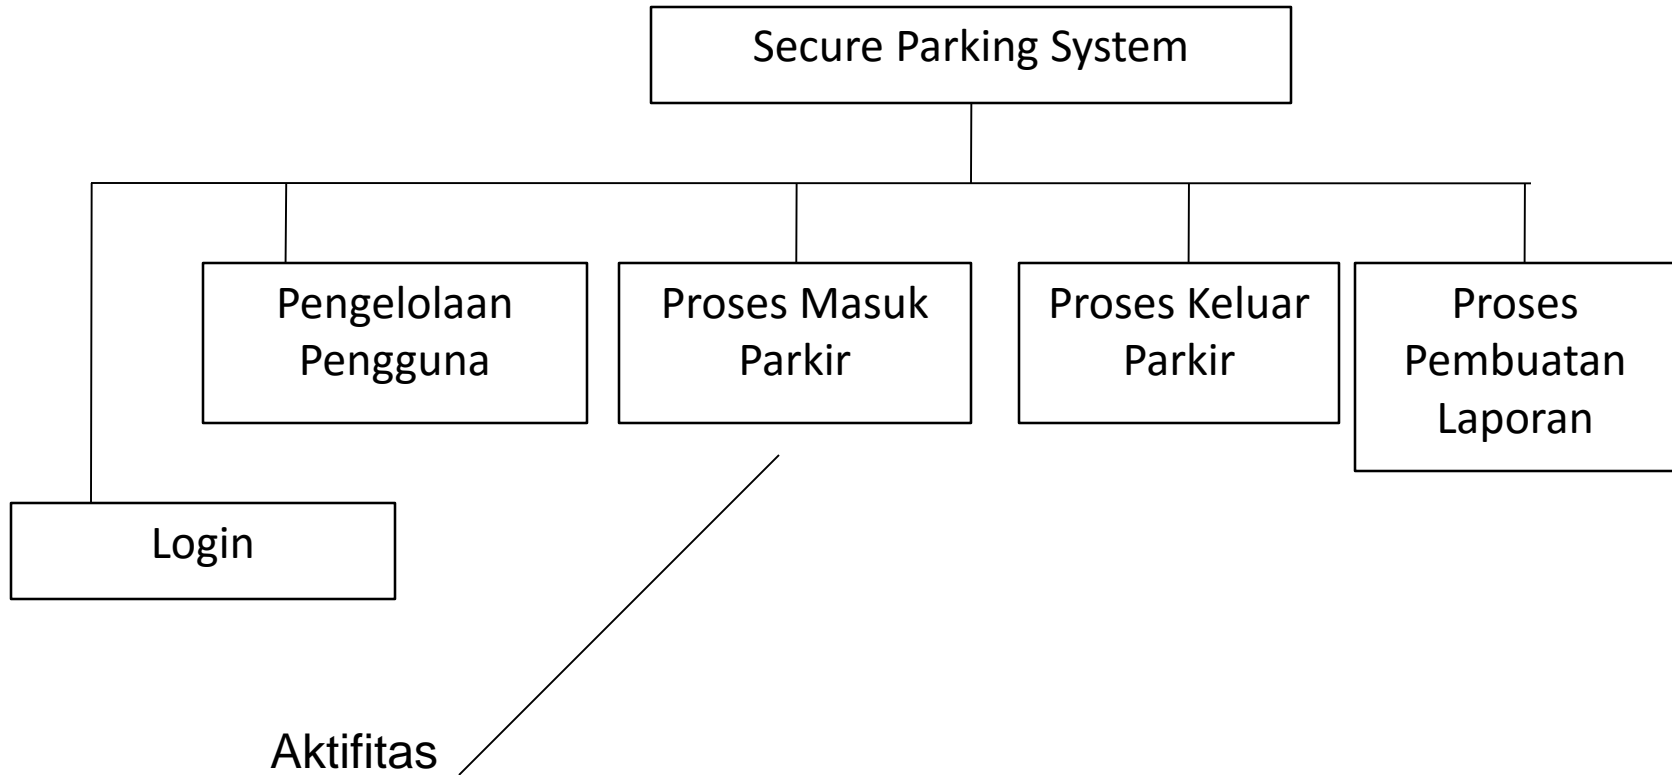 Secure Parking System
Pengelolaan
Pengguna
Proses Masuk
Parkir
Proses Keluar
Parkir
Proses
Pembuatan
Laporan
Login
Aktifitas